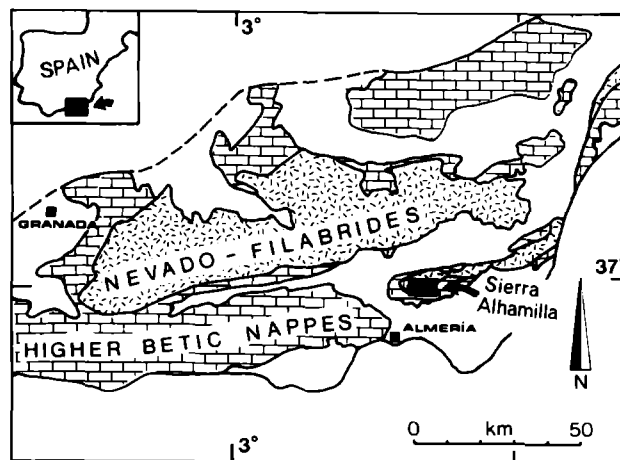 3°
SPAIN
GRANADA
NEVADO - FILABRIDES
37
Sierra
Alhamilla
HIGHER BETIC NAPPES
ALMERÍA
N
km
0 50
3°